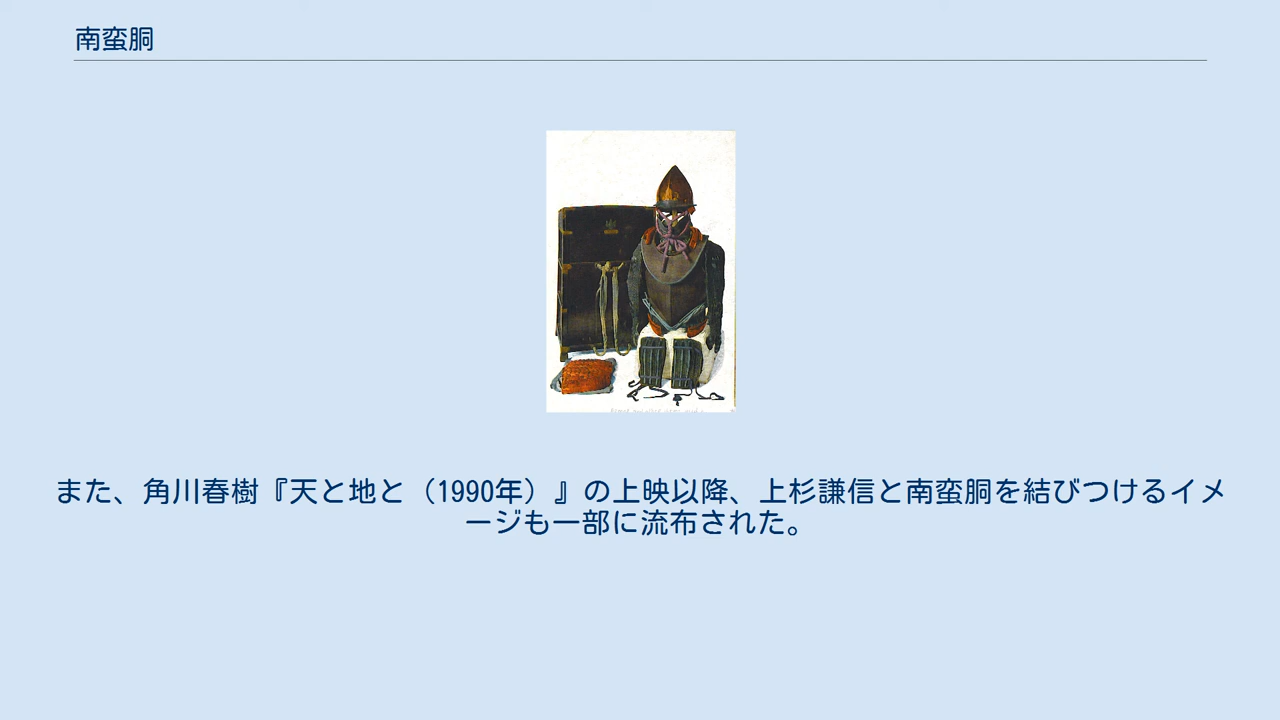 南蛮胴
また、角川春樹『天と地と（1990年）』の上映以降、上杉謙信と南蛮胴を結びつけるイメ
ージも一部に流布された。